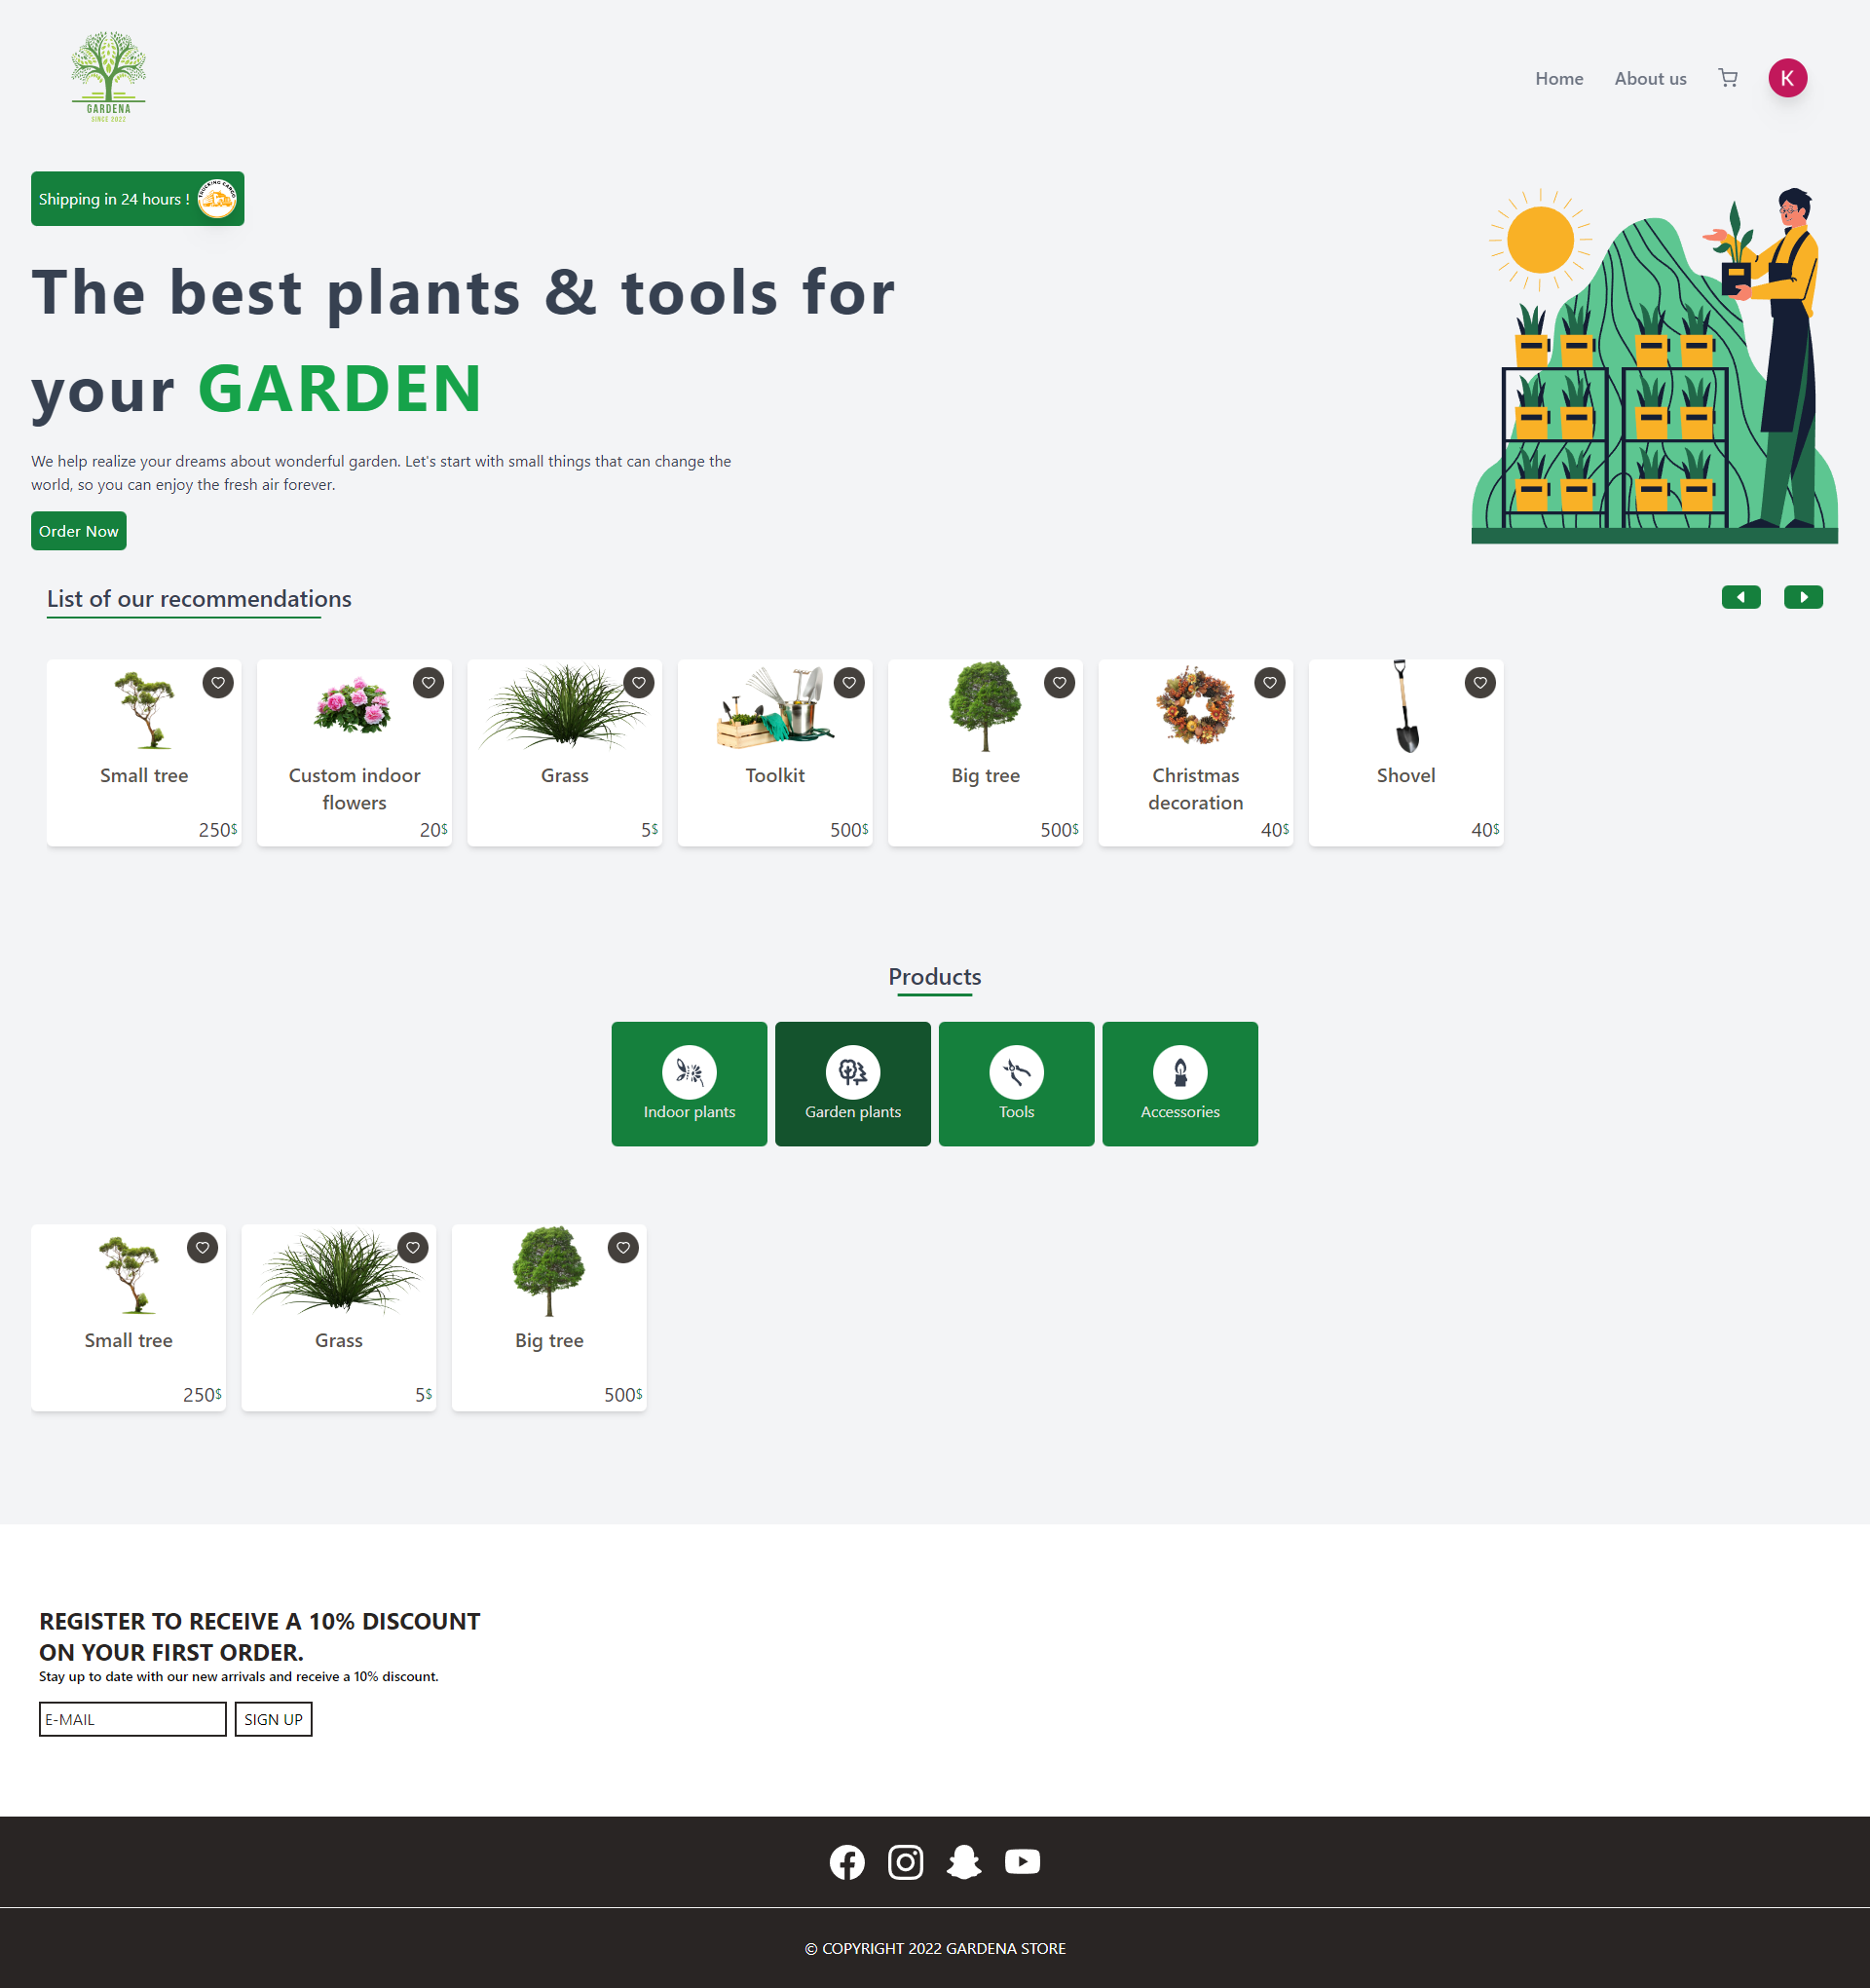 GARDENA
SINCE 2022
Home
About us
K
Shipping in 24 hours !
TRUCKING CARGO
The best plants & tools for
your GARDEN
We help realize your dreams about wonderful garden. Let's start with small things that can change the
world, so you can enjoy the fresh air forever.
Order Now
List of our recommendations
Small tree
250$
Custom indoor
flowers
20$
Grass
5$
Toolkit
500$
Big tree
500$
Christmas
decoration
40$
Shovel
40$
Products
Indoor plants
Garden plants
Tools
Accessories
Small tree
250$
Grass
5$
Big tree
500$
REGISTER TO RECEIVE A 10% DISCOUNT
ON YOUR FIRST ORDER.
Stay up to date with our new arrivals and receive a 10% discount.
E-MAIL
SIGN UP
© COPYRIGHT 2022 GARDENA STORE